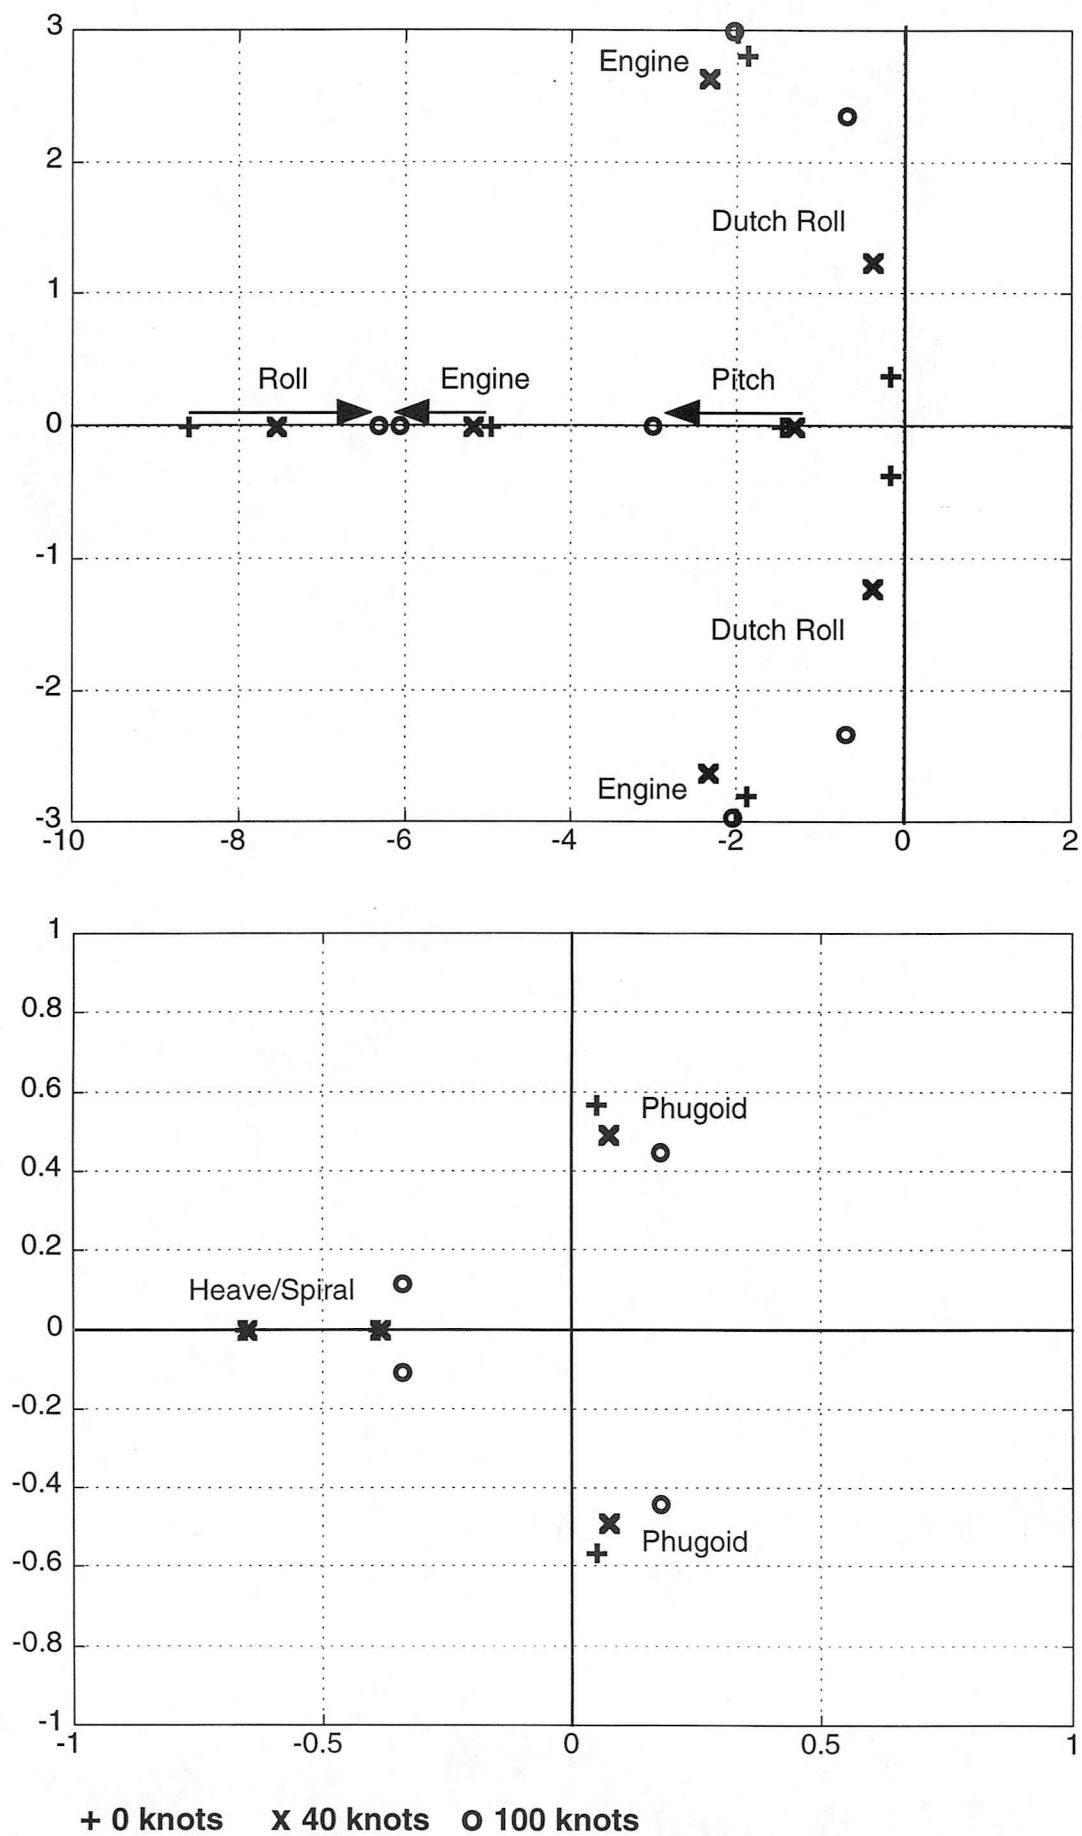 3
Engine
2
Dutch Roll
1
Roll Engine Pitch
0
-1
Dutch Roll
-2
Engine
-3
-10 -8 -6 -4 -2 0 2
1
0.8
0.6
Phugoid
0.4
0.2
Heave/Spiral
0
-0.2
-0.4
Phugoid
-0.6
-0.8
-1
-1 -0.5 0 0.5 1
+ 0 knots x 40 knots o 100 knots